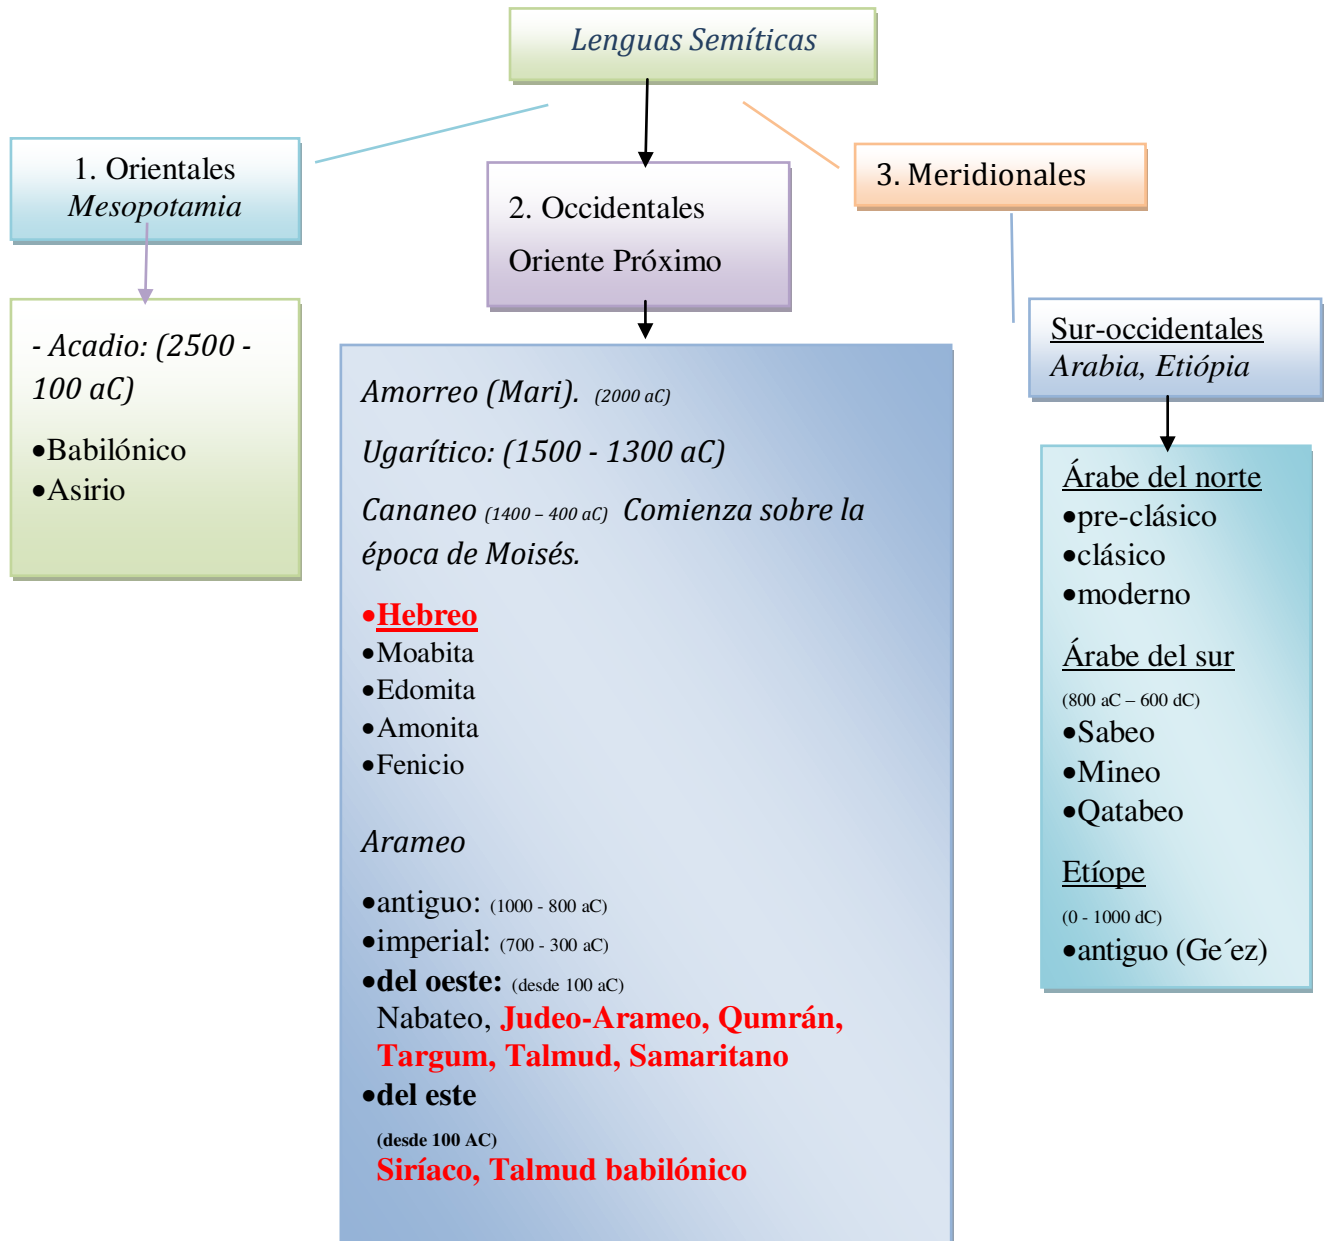 Lenguas Semíticas
1. Orientales
Mesopotamia
2. Occidentales
Oriente Próximo
3. Meridionales
- Acadio: (2500 -
100 aC)
•Babilónico
•Asirio
Amorreo (Mari). (2000 aC)
Ugarítico: (1500 - 1300 aC)
Cananeo (1400 – 400 aC) Comienza sobre la
época de Moisés.
•Hebreo
•Moabita
•Edomita
•Amonita
•Fenicio
Arameo
•antiguo: (1000 - 800 aC)
•imperial: (700 - 300 aC)
•del oeste: (desde 100 aC)
Nabateo, Judeo-Arameo, Qumrán,
Targum, Talmud, Samaritano
•del este
(desde 100 AC)
Siríaco, Talmud babilónico
Sur-occidentales
Arabia, Etiópia
Árabe del norte
•pre-clásico
•clásico
•moderno
Árabe del sur
(800 aC – 600 dC)
•Sabeo
•Mineo
•Qatabeo
Etíope
(0 - 1000 dC)
•antiguo (Ge´ez)